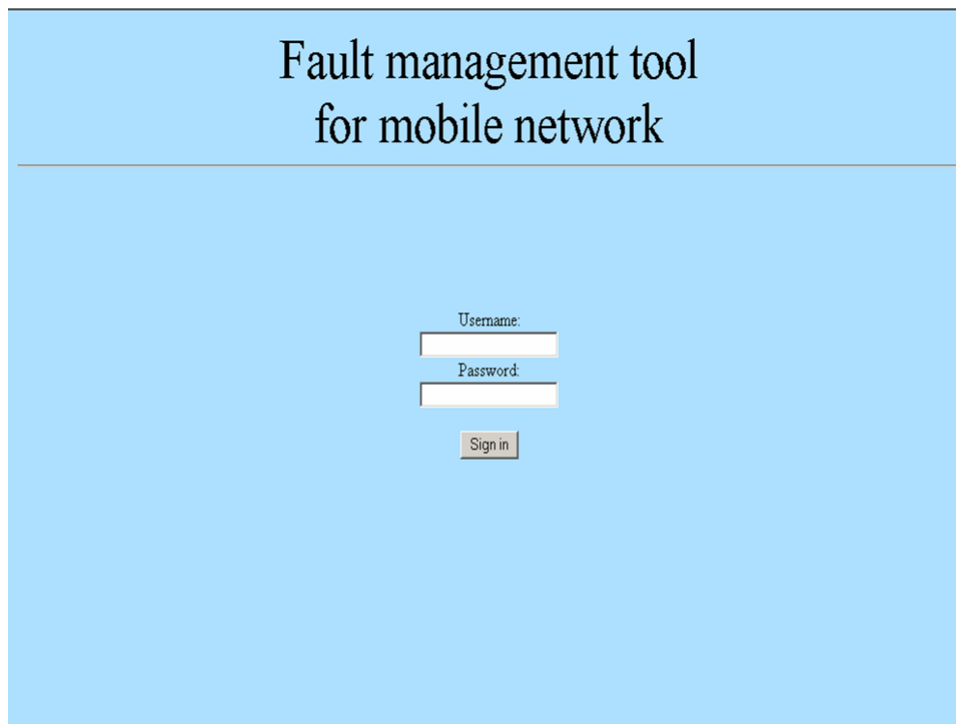 Fault management tool
for mobile network
Username:
Password:
Sign in